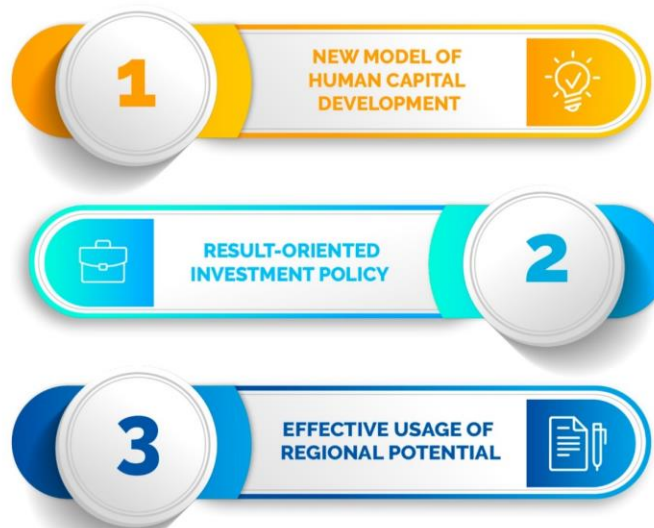 1
NEW MODEL OF
HUMAN CAPITAL
DEVELOPMENT
RESULT-ORIENTED
INVESTMENT POLICY
2
3
EFFECTIVE USAGE OF
REGIONAL POTENTIAL